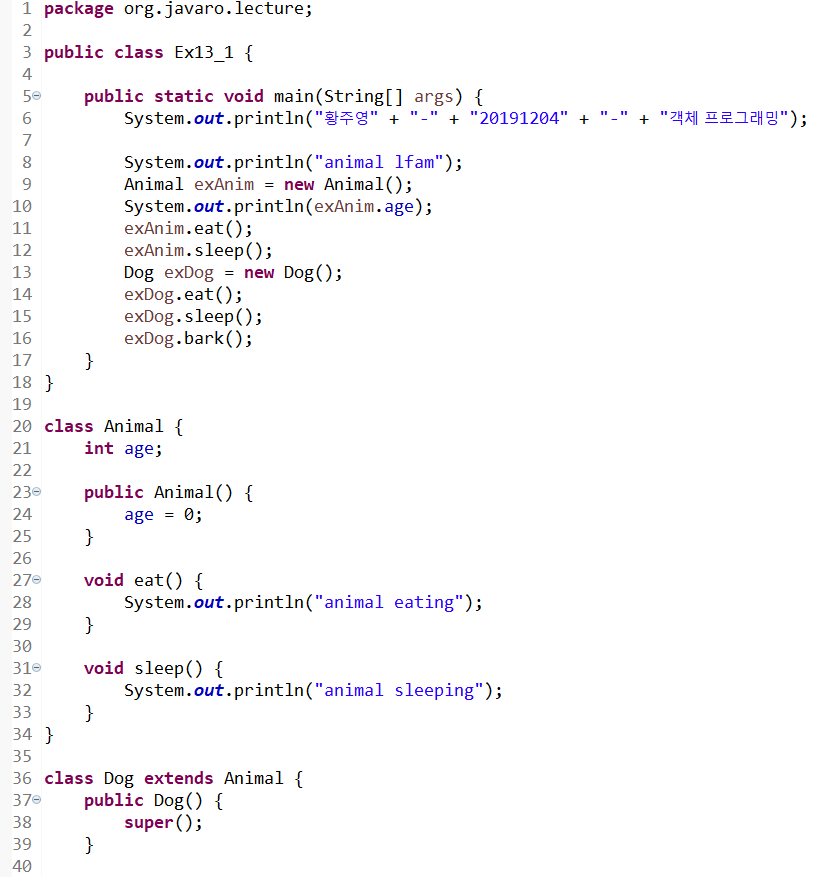 1 package org.javaro.lecture;
2
3 public class Ex13_1 {
4
5     public static void main(String[] args) {
6         System.out.println("황주영" + "-" + "20191204" + "-" + "객체 프로그래밍");
7
8         System.out.println("animal lfam");
9         Animal exAnim = new Animal();
10         System.out.println(exAnim.age);
11         exAnim.eat();
12         exAnim.sleep();
13         Dog exDog = new Dog();
14         exDog.eat();
15         exDog.sleep();
16         exDog.bark();
17     }
18 }
19
20 class Animal {
21     int age;
22
23     public Animal() {
24         age = 0;
25     }
26
27     void eat() {
28         System.out.println("animal eating");
29     }
30
31     void sleep() {
32         System.out.println("animal sleeping");
33     }
34 }
35
36 class Dog extends Animal {
37     public Dog() {
38         super();
39     }
40